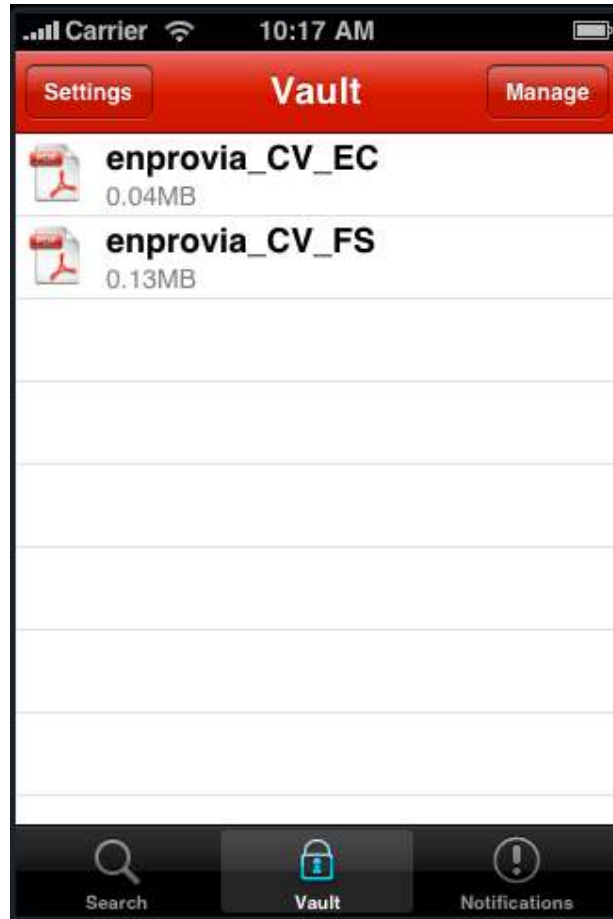 Carrier 10:17 AM
Settings Vault Manage
enprovia_CV_EC
0.04MB
enprovia_CV_FS
0.13MB
Search Vault Notifications